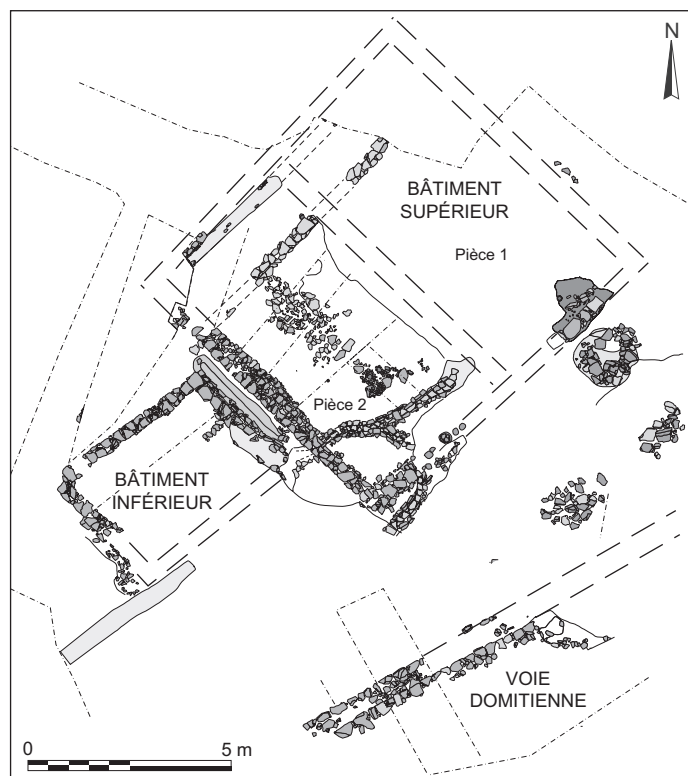 N
BÂTIMENT
SUPÉRIEUR
Pièce 1
Pièce 2
BÂTIMENT
INFÉRIEUR
VOIE
DOMITIENNE
0
5 m